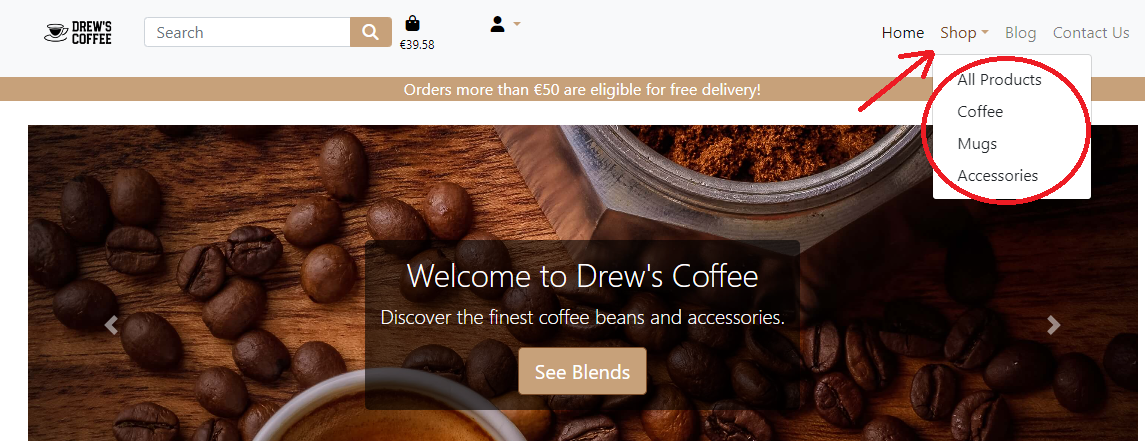 DREW'S
COFFEE
Search
€39.58
Home
Shop
Blog
Contact Us
All Products
Coffee
Mugs
Accessories
Orders more than €50 are eligible for free delivery!
Welcome to Drew's Coffee
Discover the finest coffee beans and accessories.
See Blends